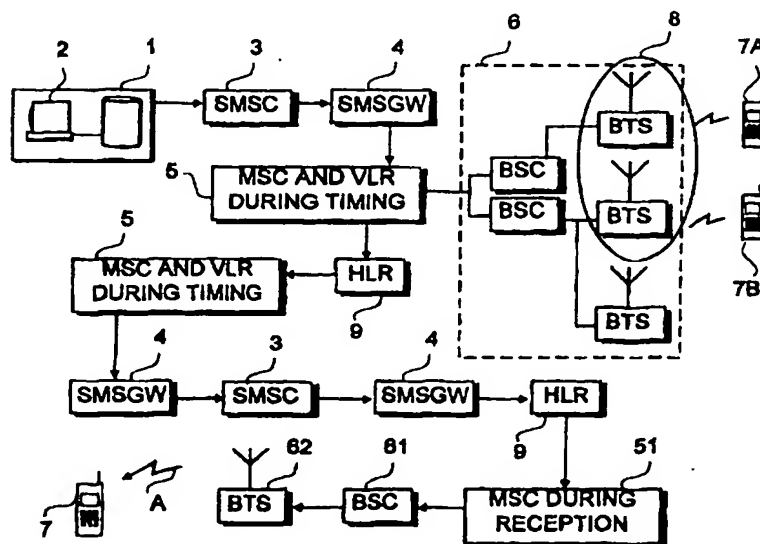 6
8
7A
2
1
3
4
SMSC
SMSGW
BTS
5
MSC AND VLR
DURING TIMING
BSC
BSC
BTS
5
MSC AND VLR
DURING TIMING
HLR
9
7B
BTS
4
3
4
SMSGW
SMSC
SMSGW
HLR
9
62
61
51
7
A
BTS
BSC
MSC DURING
RECEPTION